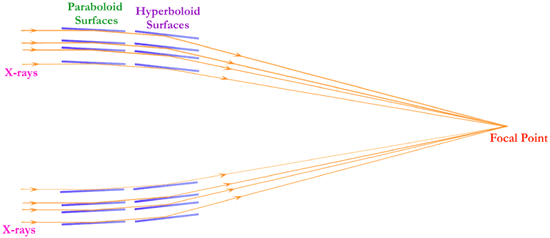 Paraboloid
Surfaces
Hyperboloid
Surfaces
X-rays
Focal Point
X-rays